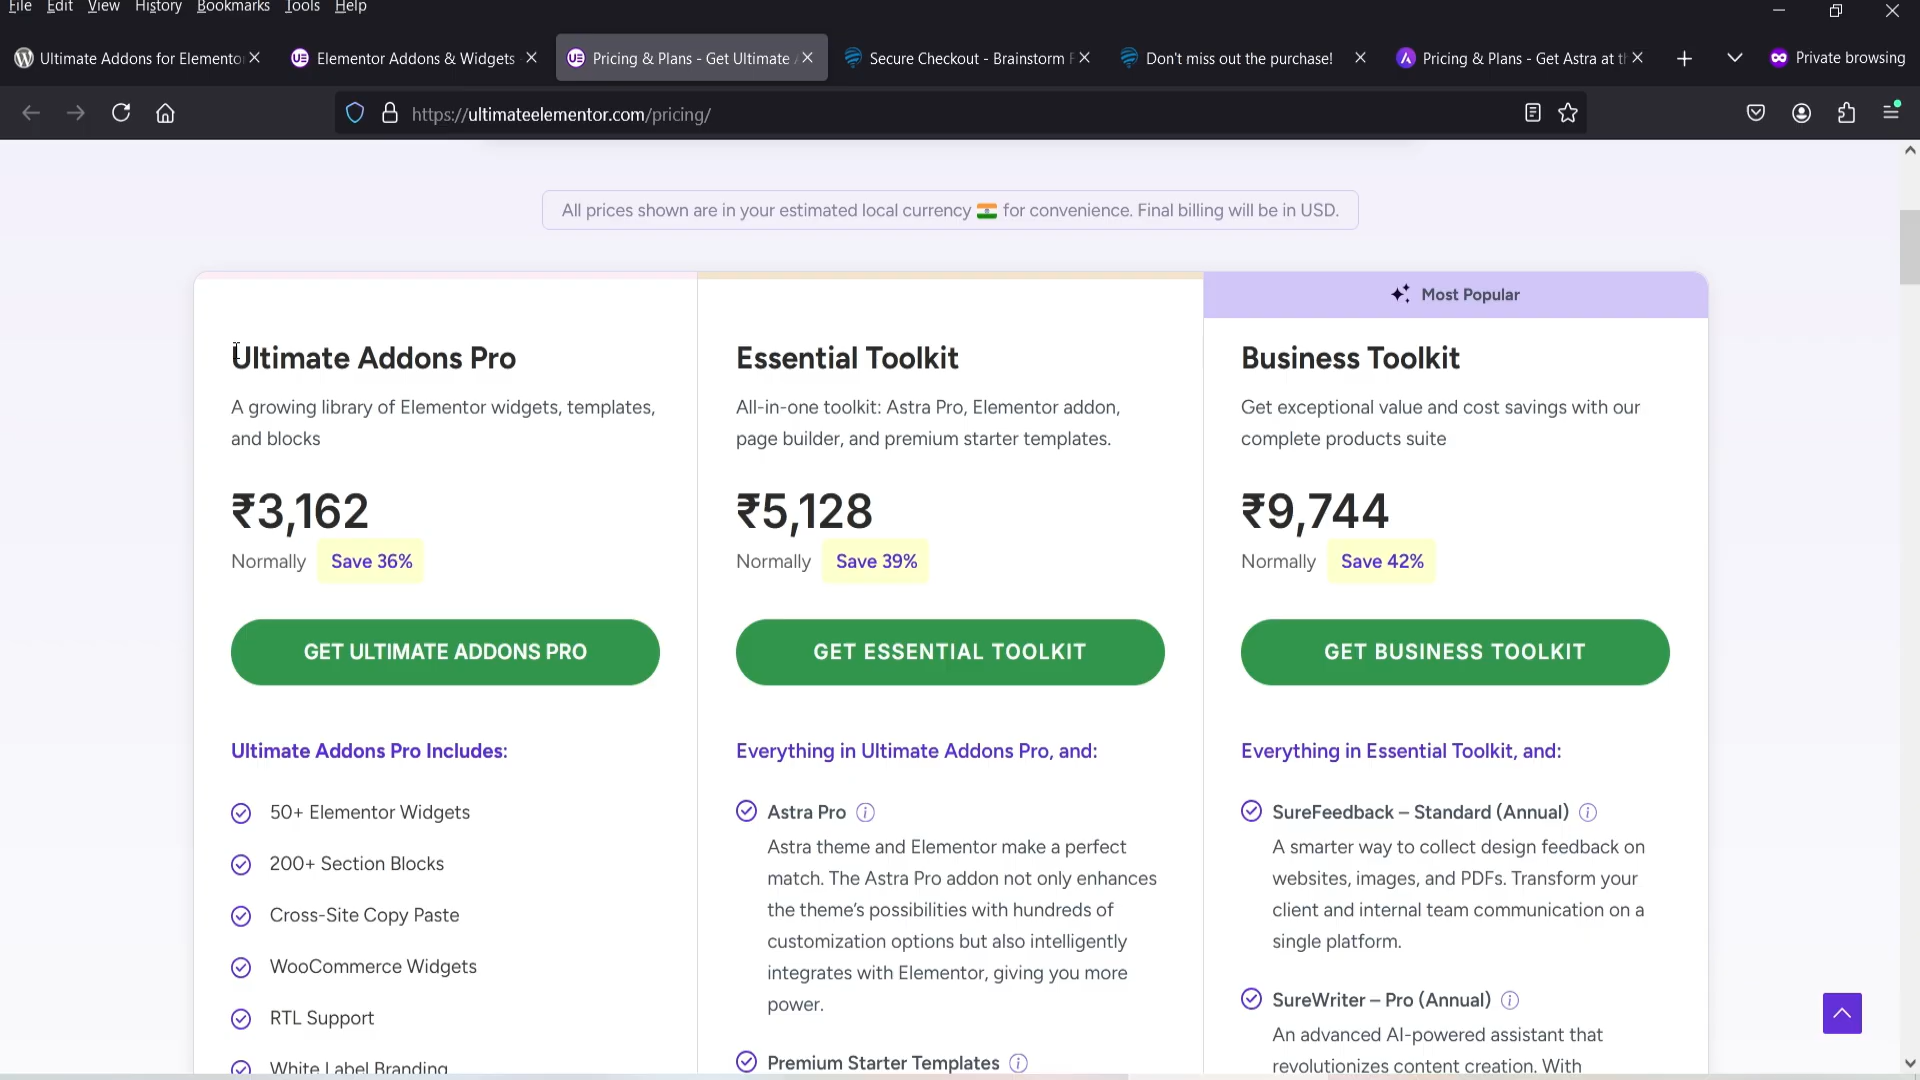 File Edit View History Bookmarks Tools Help
Ultimate Addons for Elemento
Elementor Addons & Widgets
Pricing & Plans - Get Ultimate
Secure Checkout - Brainstorm F
Don't miss out the purchase!
Pricing & Plans - Get Astra at t
Private browsing
https://ultimateelementor.com/pricing/
All prices shown are in your estimated local currency 🇮🇳 for convenience. Final billing will be in USD.
Most Popular
Ultimate Addons Pro
A growing library of Elementor widgets, templates,
and blocks
₹3,162
Normally Save 36%
GET ULTIMATE ADDONS PRO
Ultimate Addons Pro Includes:
50+ Elementor Widgets
200+ Section Blocks
Cross-Site Copy Paste
WooCommerce Widgets
RTL Support
White Label Branding
Essential Toolkit
All-in-one toolkit: Astra Pro, Elementor addon,
page builder, and premium starter templates.
₹5,128
Normally Save 39%
GET ESSENTIAL TOOLKIT
Everything in Ultimate Addons Pro, and:
Astra Pro
Astra theme and Elementor make a perfect
match. The Astra Pro addon not only enhances
the theme's possibilities with hundreds of
customization options but also intelligently
integrates with Elementor, giving you more
power.
Premium Starter Templates
Business Toolkit
Get exceptional value and cost savings with our
complete products suite
₹9,744
Normally Save 42%
GET BUSINESS TOOLKIT
Everything in Essential Toolkit, and:
SureFeedback – Standard (Annual)
A smarter way to collect design feedback on
websites, images, and PDFs. Transform your
client and internal team communication on a
single platform.
SureWriter – Pro (Annual)
An advanced AI-powered assistant that
revolutionizes content creation. With